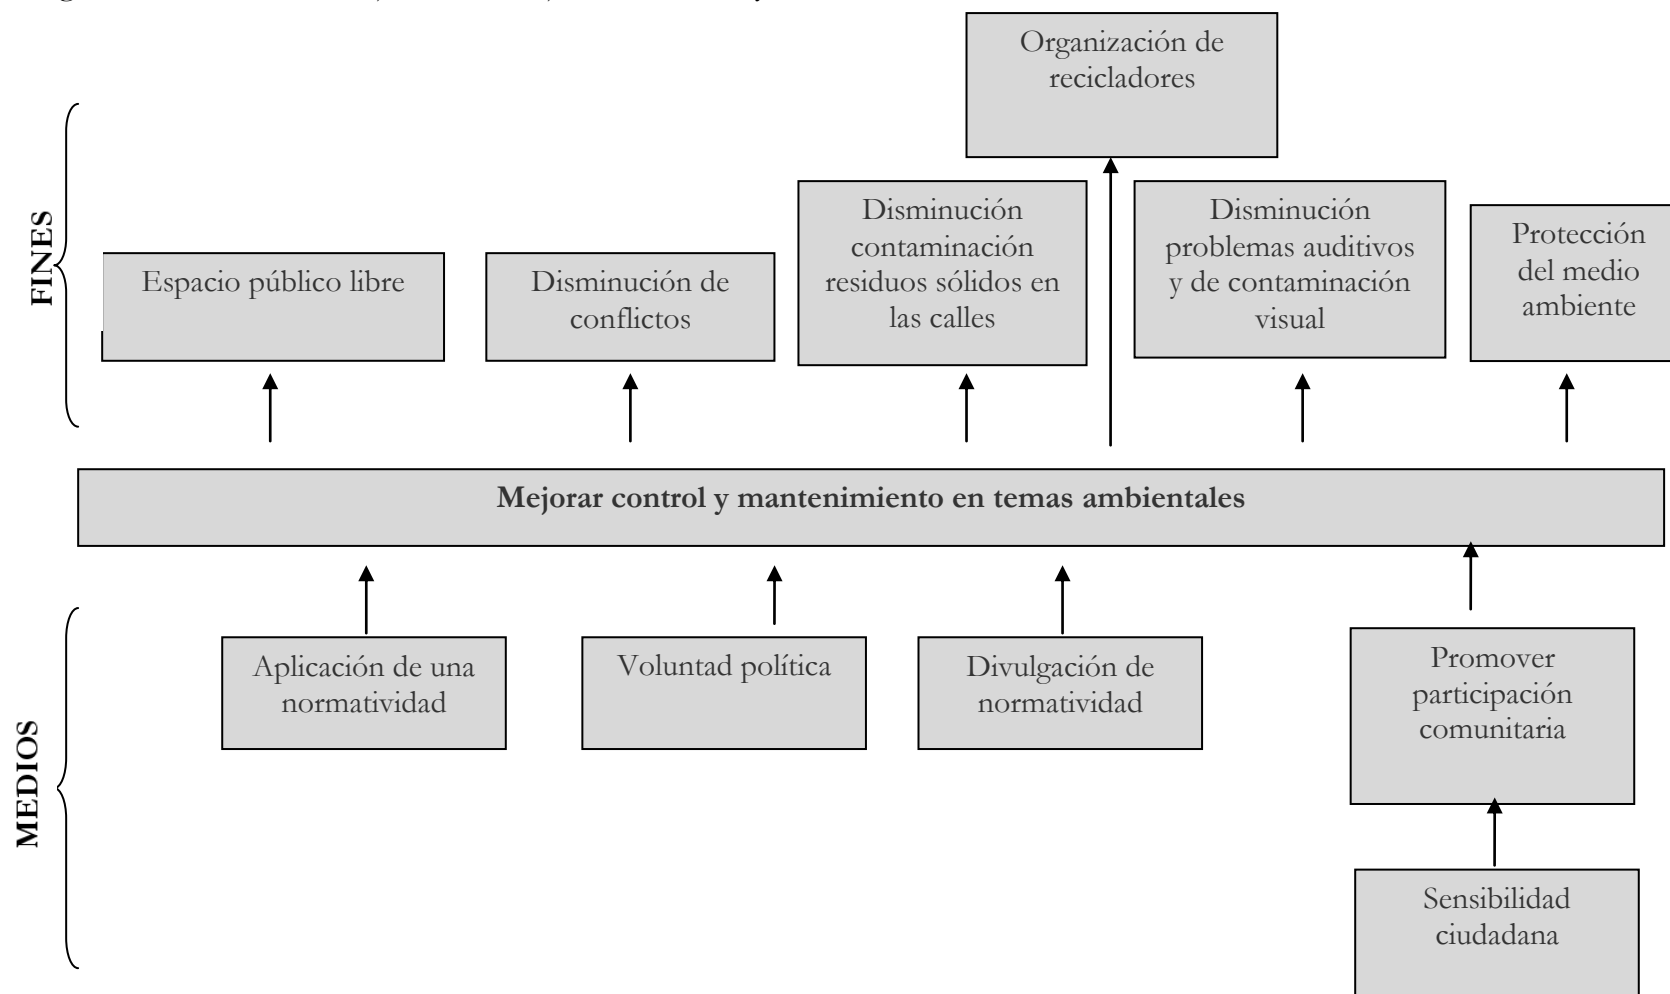 Organización de
recicladores
FINES
Espacio público libre
Disminución de
conflictos
Disminución
contaminación
residuos sólidos en
las calles
Disminución
problemas auditivos
y de contaminación
visual
Protección
del medio
ambiente
Mejorar control y mantenimiento en temas ambientales
MEDIOS
Aplicación de una
normatividad
Voluntad política
Divulgación de
normatividad
Promover
participación
comunitaria
Sensibilidad
ciudadana